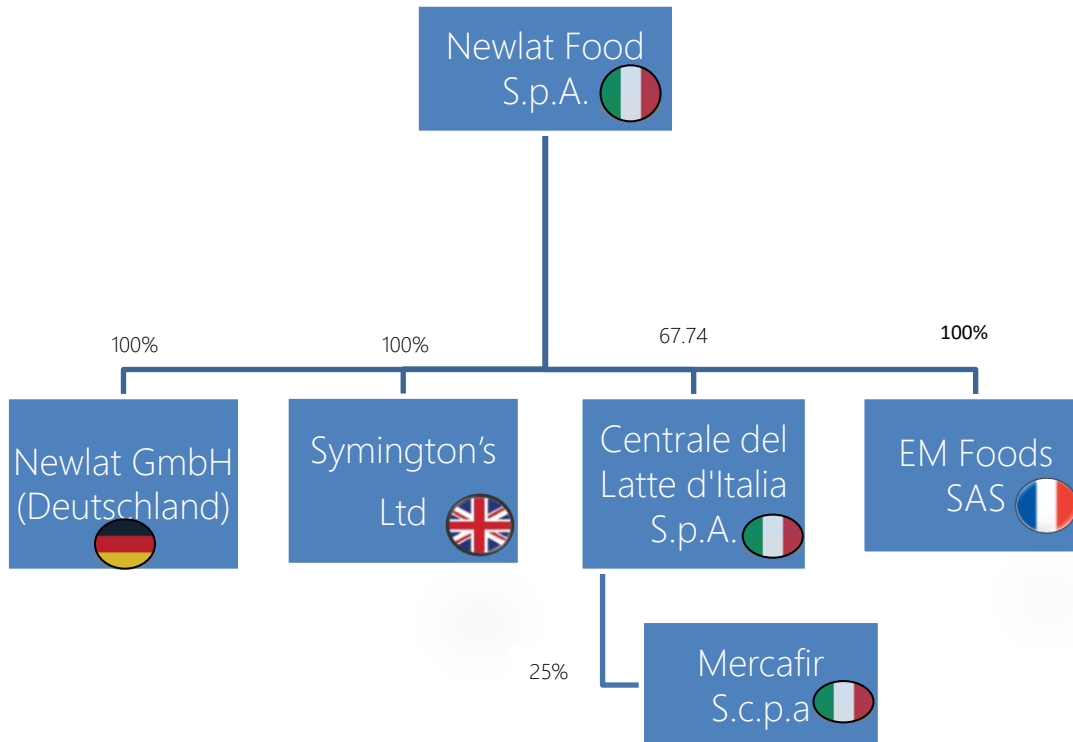 Newlat Food
S.p.A.
100%
100%
67.74
100%
Newlat GmbH
(Deutschland)
Symington’s
Ltd
Centrale del
Latte d'Italia
S.p.A.
EM Foods
SAS
25%
Mercafir
S.c.p.a